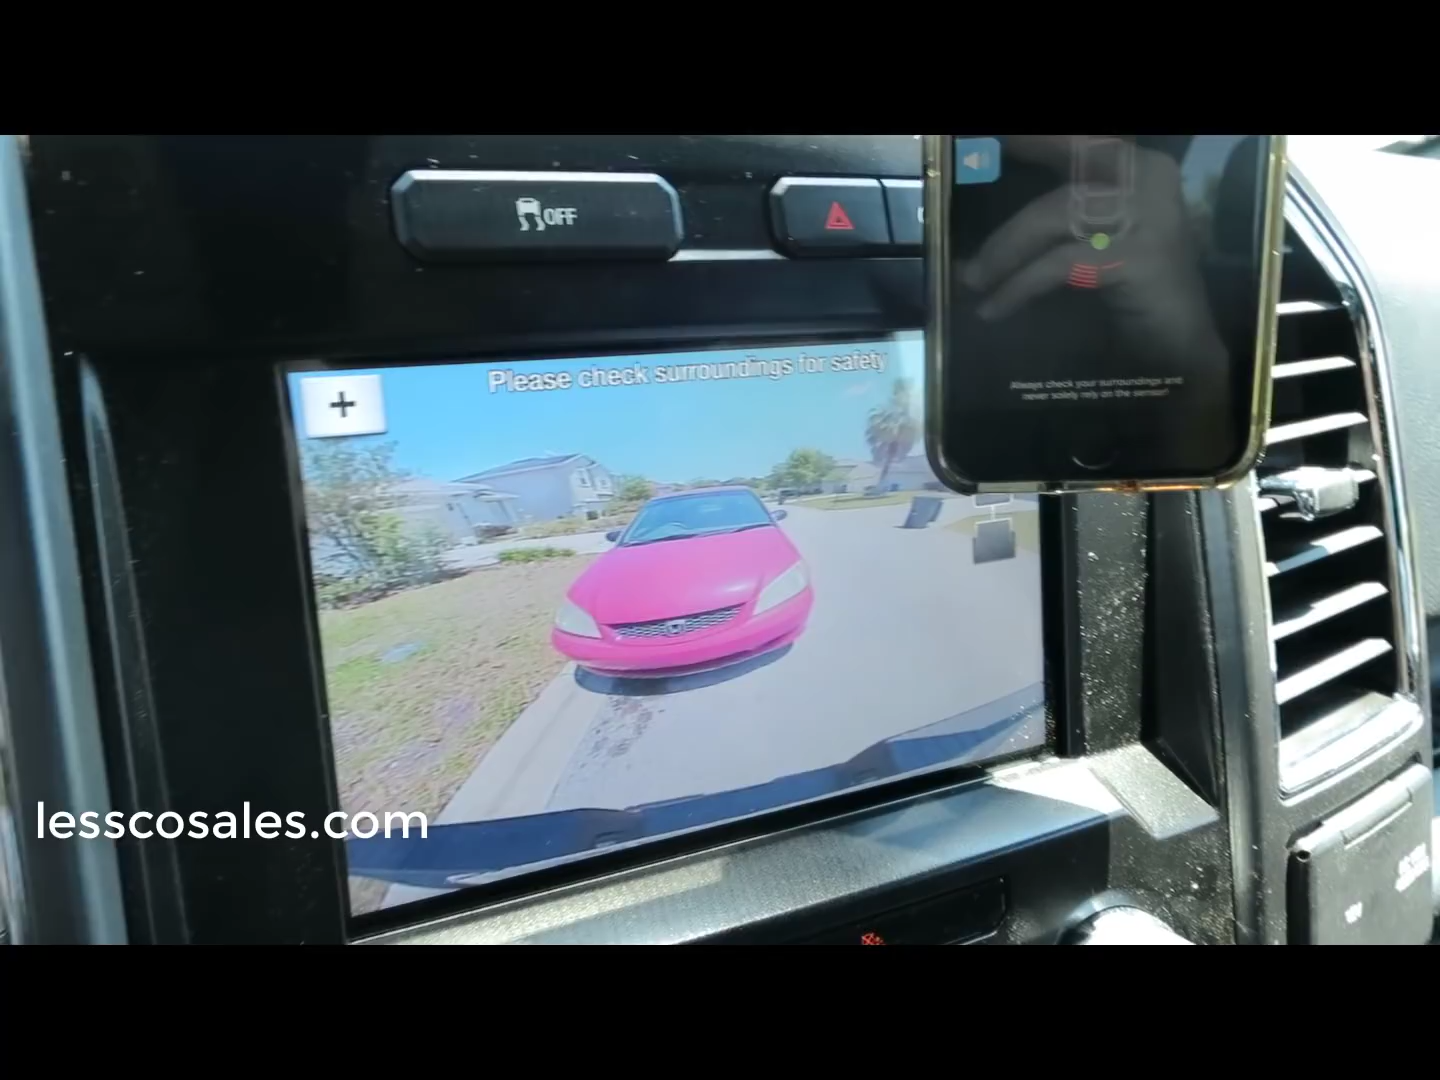 OFF
Please check surroundings for safety
Always check your surroundings and
never solely rely on the sensor!
lesscosales.com